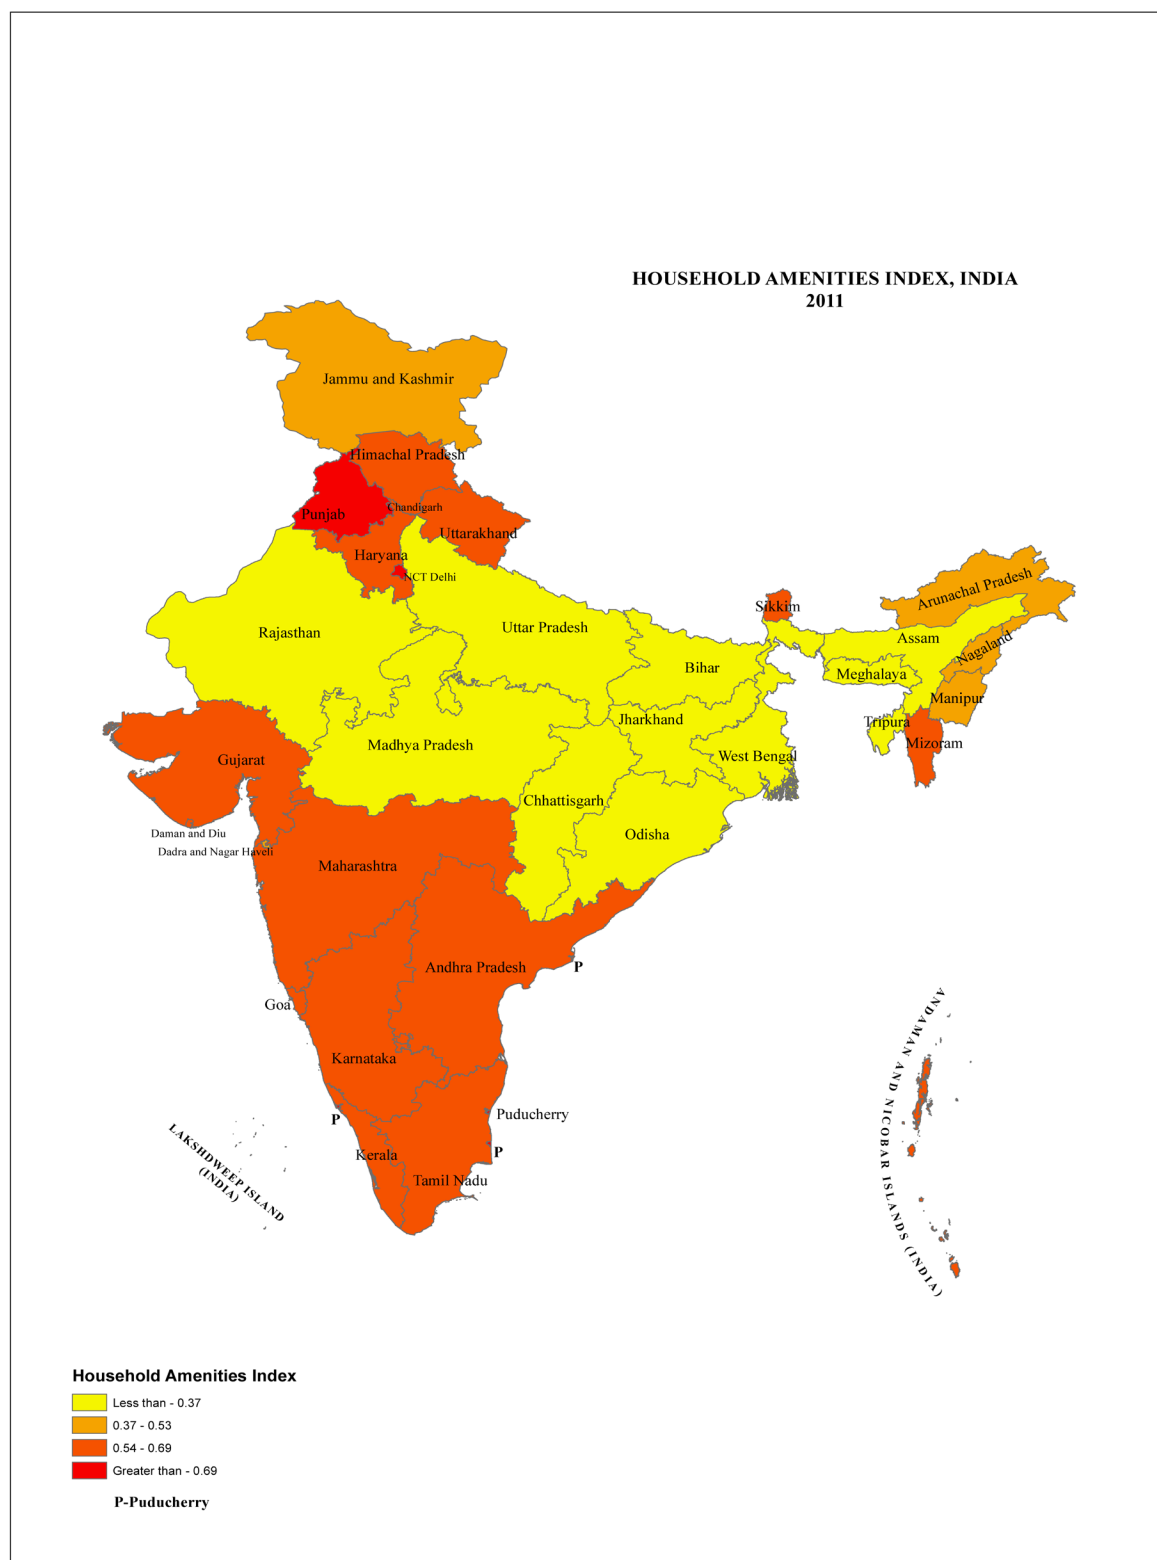 HOUSEHOLD AMENITIES INDEX, INDIA
2011
Jammu and Kashmir
Himachal Pradesh
Punjab
Chandigarh
Uttarakhand
Haryana
NCT Delhi
Rajasthan
Uttar Pradesh
Bihar
Sikkim
Arunachal Pradesh
Assam
Nagaland
Meghalaya
Manipur
Tripura
Mizoram
Jharkhand
West Bengal
Madhya Pradesh
Gujarat
Chhattisgarh
Odisha
Daman and Diu
Dadra and Nagar Haveli
Maharashtra
Andhra Pradesh
P
Goa
Karnataka
P
Puducherry
P
Kerala
Tamil Nadu
LAKSHDWEEP ISLAND
(INDIA)
ANDAMAN AND NICOBAR ISLANDS (INDIA)
Household Amenities Index
Less than - 0.37
0.37 - 0.53
0.54 - 0.69
Greater than - 0.69
P-Puducherry